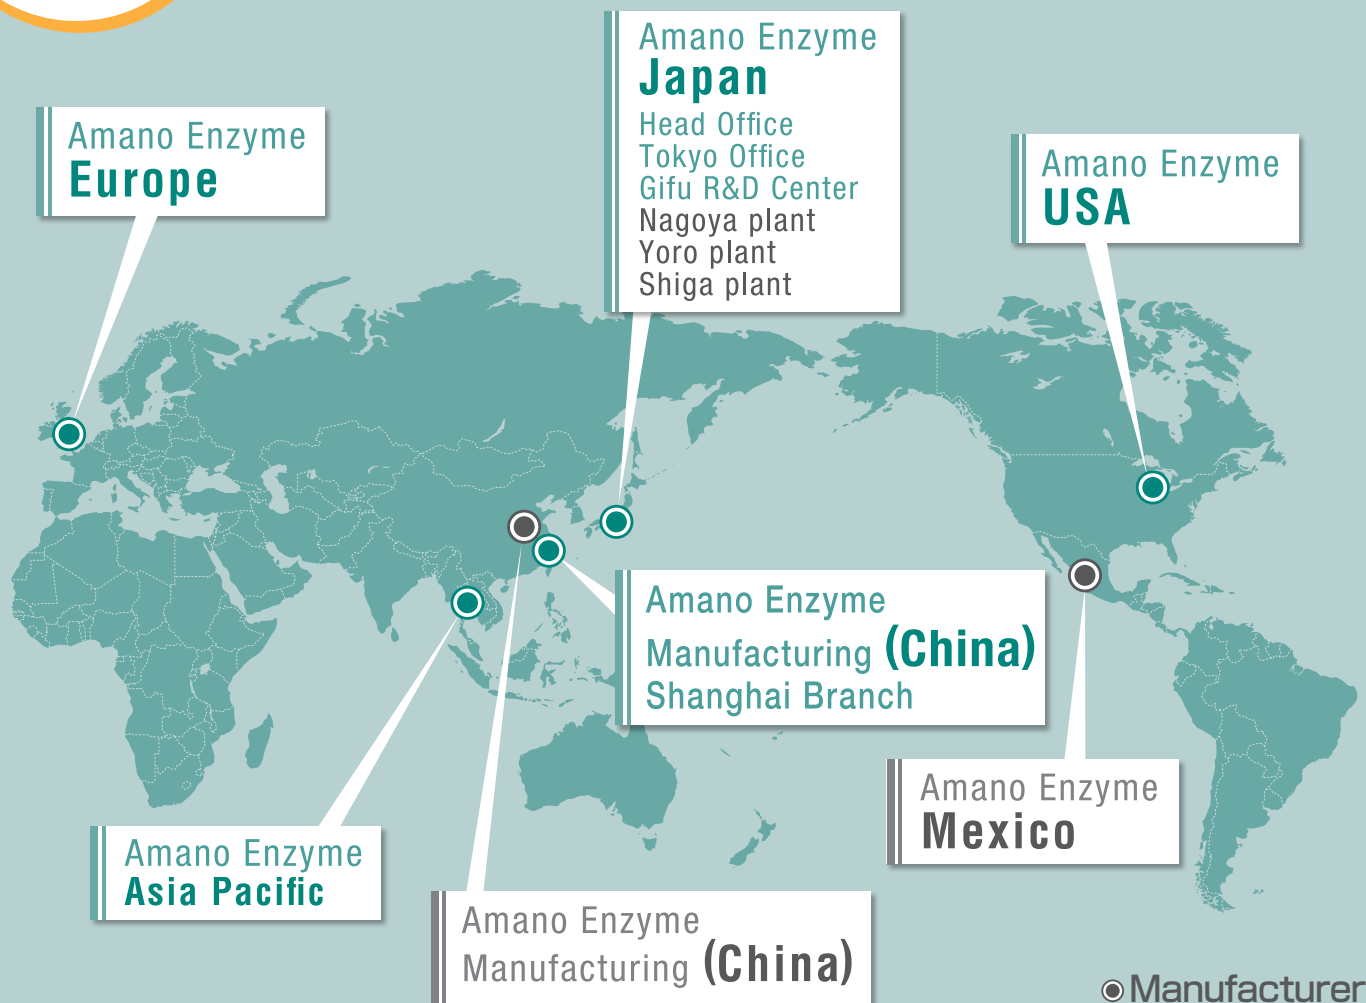 Amano Enzyme
Japan
Head Office
Tokyo Office
Gifu R&D Center
Nagoya plant
Yoro plant
Shiga plant
Amano Enzyme
Europe
Amano Enzyme
USA
Amano Enzyme
Manufacturing (China)
Shanghai Branch
Amano Enzyme
Mexico
Amano Enzyme
Asia Pacific
Amano Enzyme
Manufacturing (China)
Manufacturer